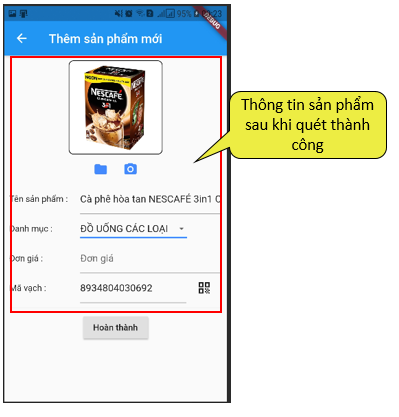 95% :23
DEBUG
Thêm sản phẩm mới
NESCAFÉ
3in1
Thông tin sản phẩm
sau khi quét thành
công
Tên sản phẩm :
Cà phê hòa tan NESCAFÉ 3in1 C
Danh mục :
ĐỒ UỐNG CÁC LOẠI
Đơn giá :
Đơn giá
Mã vạch :
8934804030692
Hoàn thành